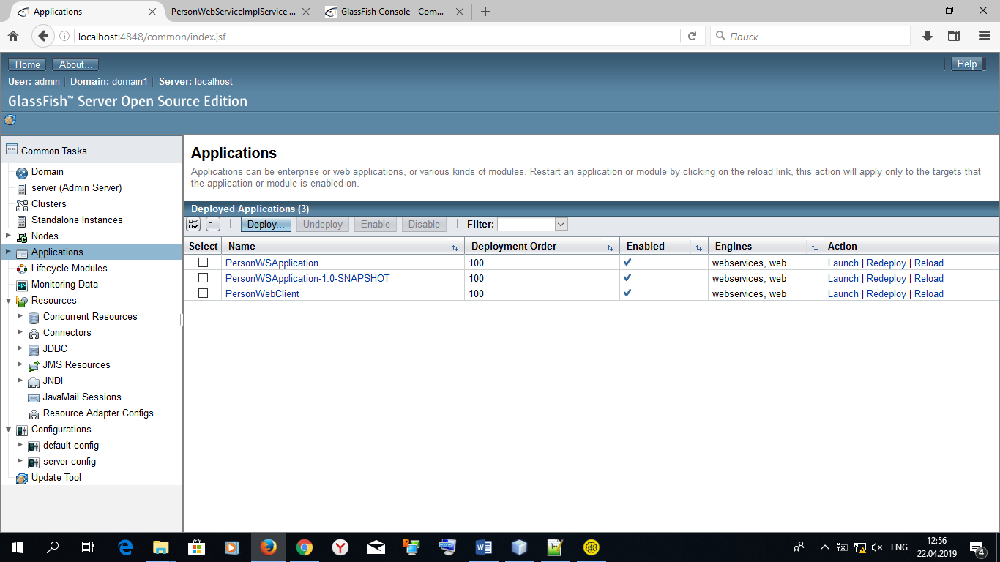 Applications
PersonWebServiceImplService ...
GlassFish Console - Com...
localhost:4848/common/index.jsf
Поиск
Home
About...
Help
User: admin
Domain: domain1
Server: localhost
GlassFish™ Server Open Source Edition
Common Tasks
Domain
server (Admin Server)
Clusters
Standalone Instances
Nodes
Applications
Lifecycle Modules
Monitoring Data
Resources
Concurrent Resources
Connectors
JDBC
JMS Resources
JNDI
JavaMail Sessions
Resource Adapter Configs
Configurations
default-config
server-config
Update Tool
Applications
Applications can be enterprise or web applications, or various kinds of modules. Restart an application or module by clicking on the reload link, this action will apply only to the targets that
the application or module is enabled on.
Deployed Applications (3)
Deploy... Undeploy Enable Disable Filter:
Select Name Deployment Order Enabled Engines Action
PersonWSApplication 100 webservices, web Launch | Redeploy | Reload
PersonWSApplication-1.0-SNAPSHOT 100 webservices, web Launch | Redeploy | Reload
PersonWebClient 100 webservices, web Launch | Redeploy | Reload
ENG
12:56
22.04.2019
4